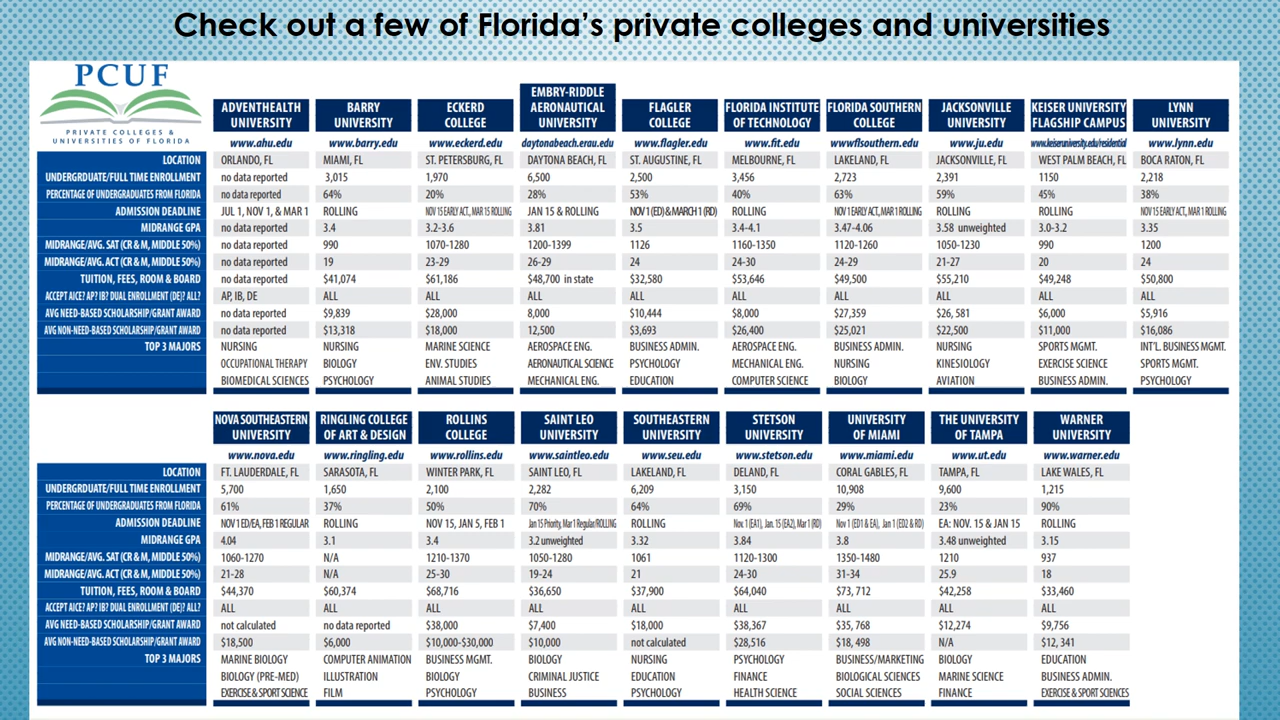 Check out a few of Florida's private colleges and universities
PCUF
PRIVATE COLLEGES &
UNIVERSITIES OF FLORIDA
ADVENTHEALTH UNIVERSITY BARRY UNIVERSITY ECKERD COLLEGE EMBRY-RIDDLE AERONAUTICAL UNIVERSITY FLAGLER COLLEGE FLORIDA INSTITUTE OF TECHNOLOGY FLORIDA SOUTHERN COLLEGE JACKSONVILLE UNIVERSITY KEISER UNIVERSITY FLAGSHIP CAMPUS LYNN UNIVERSITY
www.ahu.edu www.barry.edu www.eckerd.edu daytonabeach.erau.edu www.flagler.edu www.fit.edu wwwflsouthern.edu www.ju.edu www.keiseruniversity.edu/residential www.lynn.edu
LOCATION ORLANDO, FL MIAMI, FL ST. PETERSBURG, FL DAYTONA BEACH, FL ST. AUGUSTINE, FL MELBOURNE, FL LAKELAND, FL JACKSONVILLE, FL WEST PALM BEACH, FL BOCA RATON, FL
UNDERGRDUATE/FULL TIME ENROLLMENT no data reported 3,015 1,970 6,500 2,500 3,456 2,723 2,391 1150 2,218
PERCENTAGE OF UNDERGRADUATES FROM FLORIDA no data reported 64% 20% 28% 53% 40% 63% 59% 45% 38%
ADMISSION DEADLINE JUL 1, NOV 1, & MAR 1 ROLLING NOV 15 EARLY ACT., MAR 15 ROLLING JAN 15 & ROLLING NOV 1 (ED) & MARCH 1 (RD) ROLLING NOV 1 EARLY ACT., MAR 1 ROLLING ROLLING ROLLING NOV 15 EARLY ACT., MAR 1 ROLLING
MIDRANGE GPA no data reported 3.4 3.2-3.6 3.81 3.5 3.4-4.1 3.47-4.06 3.58 unweighted 3.0-3.2 3.35
MIDRANGE/AVG. SAT (CR & M, MIDDLE 50%) no data reported 990 1070-1280 1200-1399 1126 1160-1350 1120-1260 1050-1230 990 1200
MIDRANGE/AVG. ACT (CR & M, MIDDLE 50%) no data reported 19 23-29 26-29 24 24-30 24-29 21-27 20 24
TUITION, FEES, ROOM & BOARD no data reported $41,074 $61,186 $48,700 in state $32,580 $53,646 $49,500 $55,210 $49,248 $50,800
ACCEPT AICE? AP? IB? DUAL ENROLLMENT (DE)? ALL? AP, IB, DE ALL ALL ALL ALL ALL ALL ALL ALL ALL
AVG NEED-BASED SCHOLARSHIP/GRANT AWARD no data reported $9,839 $28,000 8,000 $10,444 $8,000 $27,359 $26,581 $6,000 $5,916
AVG NON-NEED-BASED SCHOLARSHIP/GRANT AWARD no data reported $13,318 $18,000 12,500 $3,693 $26,400 $25,021 $22,500 $11,000 $16,086
TOP 3 MAJORS NURSING NURSING MARINE SCIENCE AEROSPACE ENG. BUSINESS ADMIN. AEROSPACE ENG. BUSINESS ADMIN. NURSING SPORTS MGMT. INT'L. BUSINESS MGMT.
OCCUPATIONAL THERAPY BIOLOGY ENV. STUDIES AERONAUTICAL SCIENCE PSYCHOLOGY MECHANICAL ENG. NURSING KINESIOLOGY EXERCISE SCIENCE SPORTS MGMT.
BIOMEDICAL SCIENCES PSYCHOLOGY ANIMAL STUDIES MECHANICAL ENG. EDUCATION COMPUTER SCIENCE BIOLOGY AVIATION BUSINESS ADMIN. PSYCHOLOGY
NOVA SOUTHEASTERN UNIVERSITY RINGLING COLLEGE OF ART & DESIGN ROLLINS COLLEGE SAINT LEO UNIVERSITY SOUTHEASTERN UNIVERSITY STETSON UNIVERSITY UNIVERSITY OF MIAMI THE UNIVERSITY OF TAMPA WARNER UNIVERSITY
www.nova.edu www.ringling.edu www.rollins.edu www.saintleo.edu www.seu.edu www.stetson.edu www.miami.edu www.ut.edu www.warner.edu
LOCATION FT. LAUDERDALE, FL SARASOTA, FL WINTER PARK, FL SAINT LEO, FL LAKELAND, FL DELAND, FL CORAL GABLES, FL TAMPA, FL LAKE WALES, FL
UNDERGRDUATE/FULL TIME ENROLLMENT 5,700 1,650 2,100 2,282 6,209 3,150 10,908 9,600 1,215
PERCENTAGE OF UNDERGRADUATES FROM FLORIDA 61% 37% 50% 70% 64% 69% 29% 23% 90%
ADMISSION DEADLINE NOV 1 ED/EA, FEB 1 REGULAR ROLLING NOV 15, JAN 5, FEB 1 Jan 15 Priority, Mar 1 Regular/ROLLING ROLLING Nov. 1 (EA1), Jan. 15 (EA2), Mar 1 (RD) Nov 1 (ED1 & EA), Jan 1 (ED2 & RD) EA: NOV. 15 & JAN 15 ROLLING
MIDRANGE GPA 4.04 3.1 3.4 3.2 unweighted 3.32 3.84 3.8 3.48 unweighted 3.15
MIDRANGE/AVG. SAT (CR & M, MIDDLE 50%) 1060-1270 N/A 1210-1370 1050-1280 1061 1120-1300 1350-1480 1210 937
MIDRANGE/AVG. ACT (CR & M, MIDDLE 50%) 21-28 N/A 25-30 19-24 21 24-30 31-34 25.9 18
TUITION, FEES, ROOM & BOARD $44,370 $60,374 $68,716 $36,650 $37,900 $64,040 $73,712 $42,258 $33,460
ACCEPT AICE? AP? IB? DUAL ENROLLMENT (DE)? ALL? ALL ALL ALL ALL ALL ALL ALL ALL ALL
AVG NEED-BASED SCHOLARSHIP/GRANT AWARD not calculated no data reported $38,000 $7,400 $18,000 $38,367 $35,768 $12,274 $9,756
AVG NON-NEED-BASED SCHOLARSHIP/GRANT AWARD $18,500 $6,000 $10,000-$30,000 $10,000 not calculated $28,516 $18, 498 N/A $12, 341
TOP 3 MAJORS MARINE BIOLOGY COMPUTER ANIMATION BUSINESS MGMT. BIOLOGY NURSING PSYCHOLOGY BUSINESS/MARKETING BIOLOGY EDUCATION
BIOLOGY (PRE-MED) ILLUSTRATION BIOLOGY CRIMINAL JUSTICE EDUCATION FINANCE BIOLOGICAL SCIENCES MARINE SCIENCE BUSINESS ADMIN.
EXERCISE & SPORT SCIENCE FILM PSYCHOLOGY BUSINESS PSYCHOLOGY HEALTH SCIENCE SOCIAL SCIENCES FINANCE EXERCISE & SPORT SCIENCES